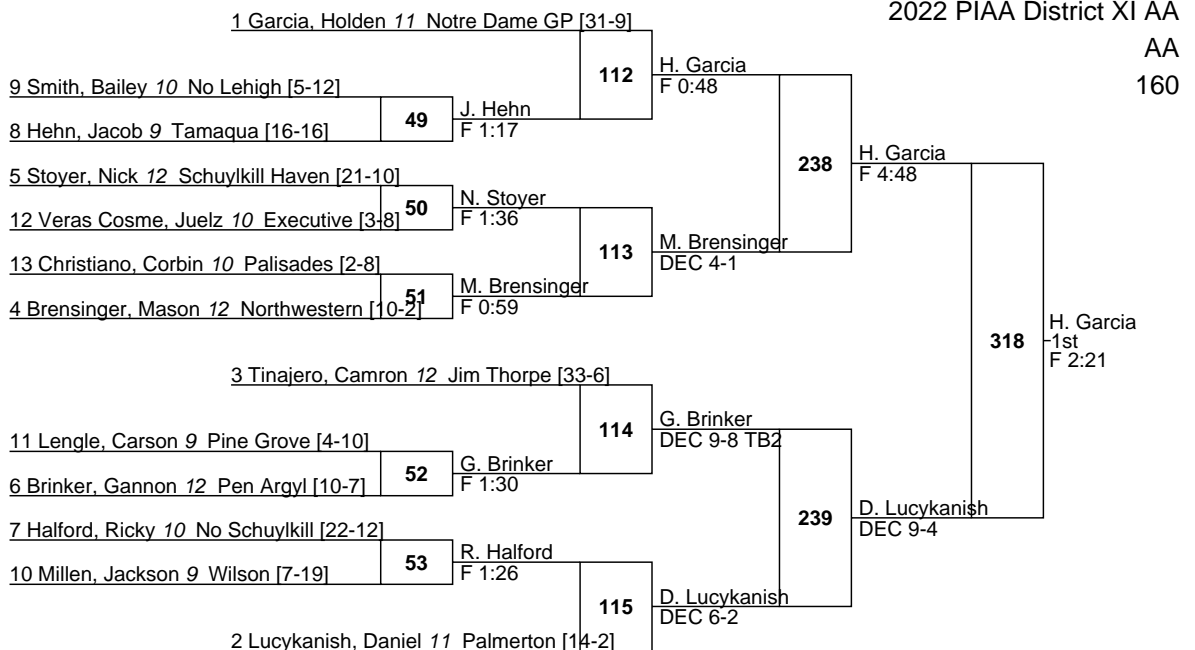 2022 PIAA District XI AA
AA
160
1 Garcia, Holden 11 Notre Dame GP [31-9]
112
H. Garcia
F 0:48
9 Smith, Bailey 10 No Lehigh [5-12]
49
J. Hehn
F 1:17
8 Hehn, Jacob 9 Tamaqua [16-16]
238
H. Garcia
F 4:48
5 Stoyer, Nick 12 Schuylkill Haven [21-10]
50
N. Stoyer
F 1:36
12 Veras Cosme, Juelz 10 Executive [3-8]
113
M. Brensinger
DEC 4-1
13 Christiano, Corbin 10 Palisades [2-8]
51
M. Brensinger
F 0:59
4 Brensinger, Mason 12 Northwestern [10-2]
318
H. Garcia
1st
F 2:21
3 Tinajero, Camron 12 Jim Thorpe [33-6]
114
G. Brinker
DEC 9-8 TB2
11 Lengle, Carson 9 Pine Grove [4-10]
52
G. Brinker
F 1:30
6 Brinker, Gannon 12 Pen Argyl [10-7]
239
D. Lucykanish
DEC 9-4
7 Halford, Ricky 10 No Schuylkill [22-12]
53
R. Halford
F 1:26
10 Millen, Jackson 9 Wilson [7-19]
115
D. Lucykanish
DEC 6-2
2 Lucykanish, Daniel 11 Palmerton [14-2]